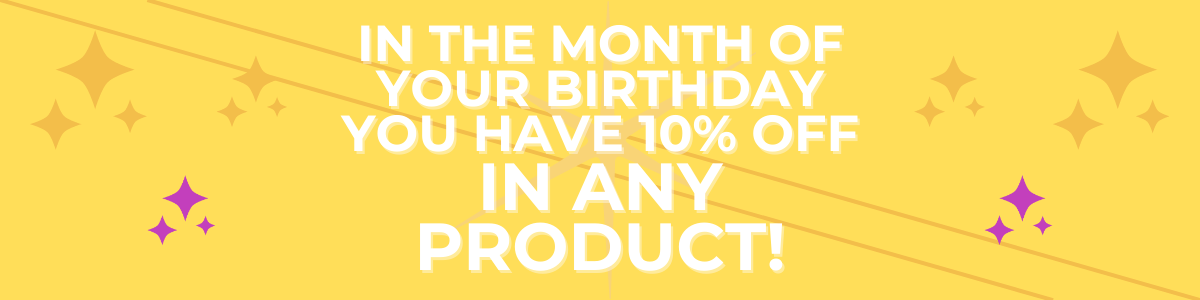 IN THE MONTH OF
YOUR BIRTHDAY
YOU HAVE 10% OFF
IN ANY
PRODUCT!